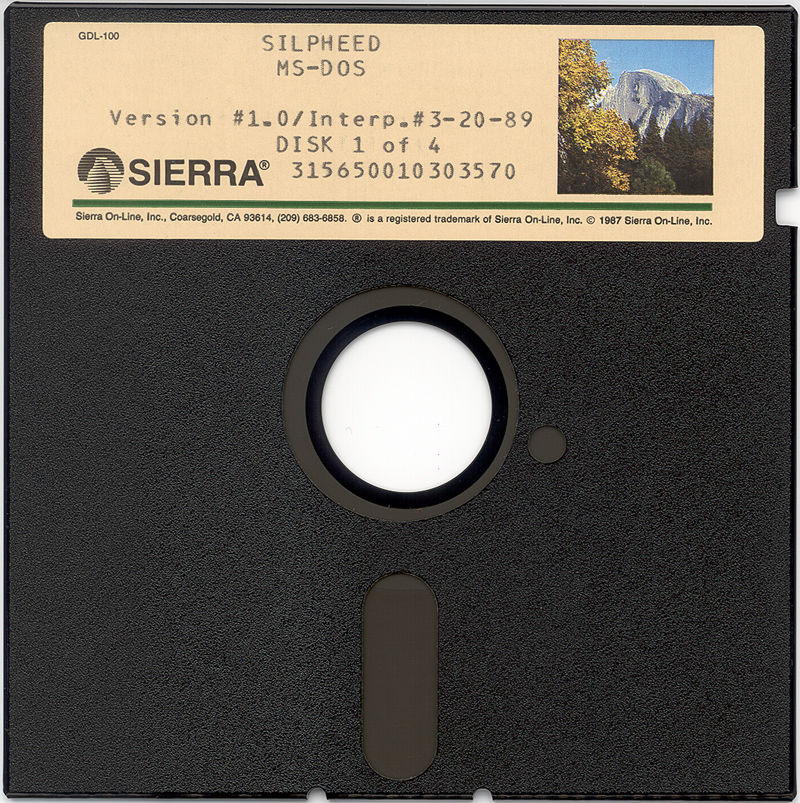 GDL-100
SILPHEED
MS-DOS
Version #1.0/Interp.#3-20-89
DISK 1 of 4
SIERRA® 315650010303570
Sierra On-Line, Inc., Coarsegold, CA 93614, (209) 683-6858. ® is a registered trademark of Sierra On-Line, Inc. © 1987 Sierra On-Line, Inc.